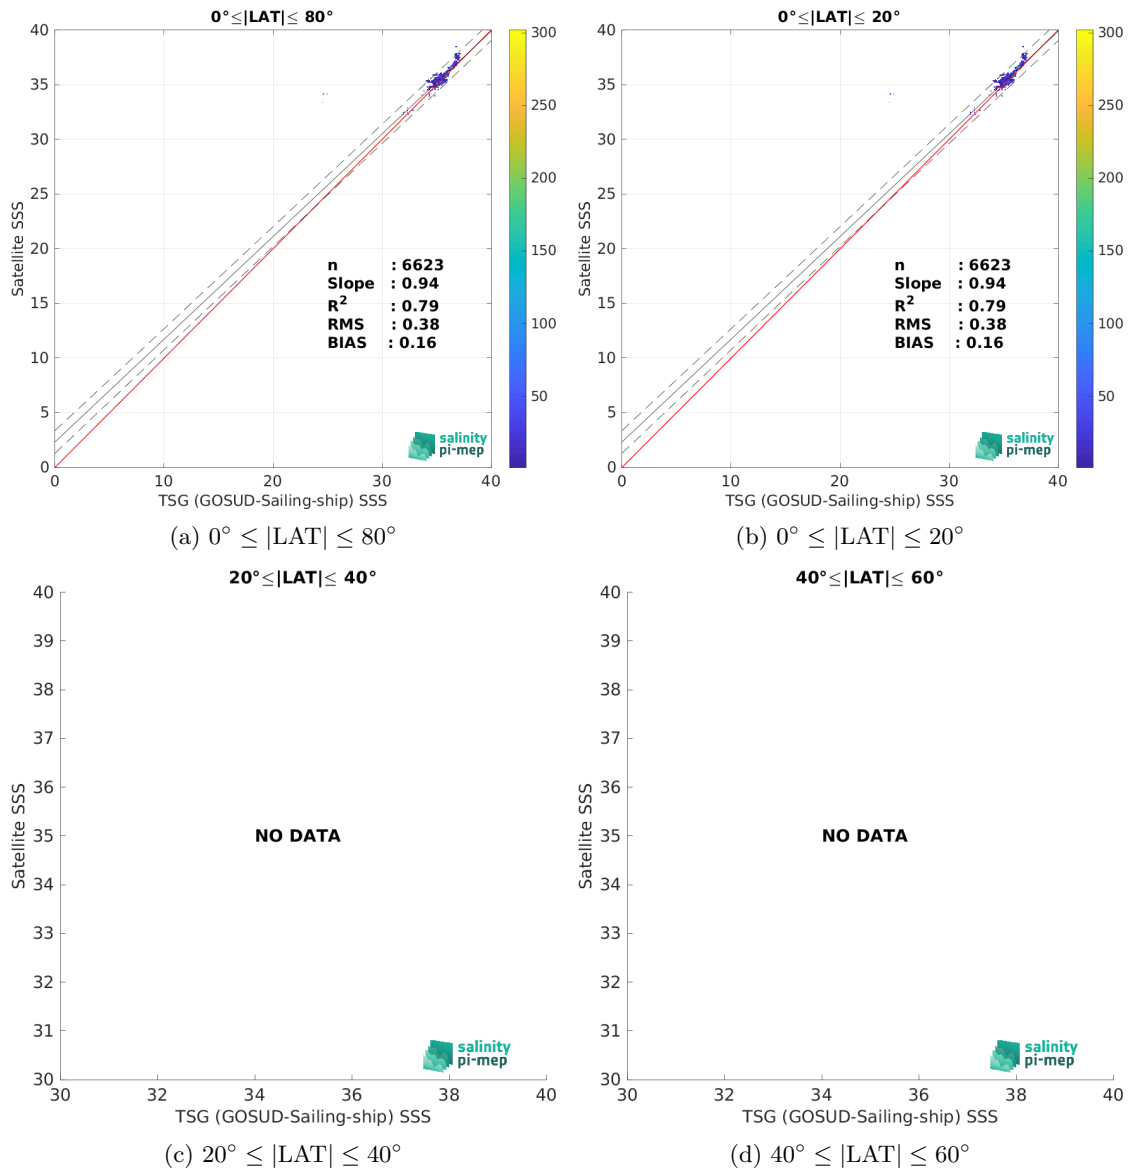 0°≤|LAT|≤ 80°
40
35
30
25
20
15
10
5
0
Satellite SSS
n : 6623
Slope : 0.94
R² : 0.79
RMS : 0.38
BIAS : 0.16
salinity
pi-mep
0 10 20 30 40
TSG (GOSUD-Sailing-ship) SSS
300
250
200
150
100
50
(a) 0° ≤ |LAT| ≤ 80°
0°≤|LAT|≤ 20°
40
35
30
25
20
15
10
5
0
Satellite SSS
n : 6623
Slope : 0.94
R² : 0.79
RMS : 0.38
BIAS : 0.16
salinity
pi-mep
0 10 20 30 40
TSG (GOSUD-Sailing-ship) SSS
300
250
200
150
100
50
(b) 0° ≤ |LAT| ≤ 20°
20°≤|LAT|≤ 40°
40
39
38
37
36
35
34
33
32
31
30
Satellite SSS
NO DATA
salinity
pi-mep
30 32 34 36 38 40
TSG (GOSUD-Sailing-ship) SSS
(c) 20° ≤ |LAT| ≤ 40°
40°≤|LAT|≤ 60°
40
39
38
37
36
35
34
33
32
31
30
Satellite SSS
NO DATA
salinity
pi-mep
30 32 34 36 38 40
TSG (GOSUD-Sailing-ship) SSS
(d) 40° ≤ |LAT| ≤ 60°